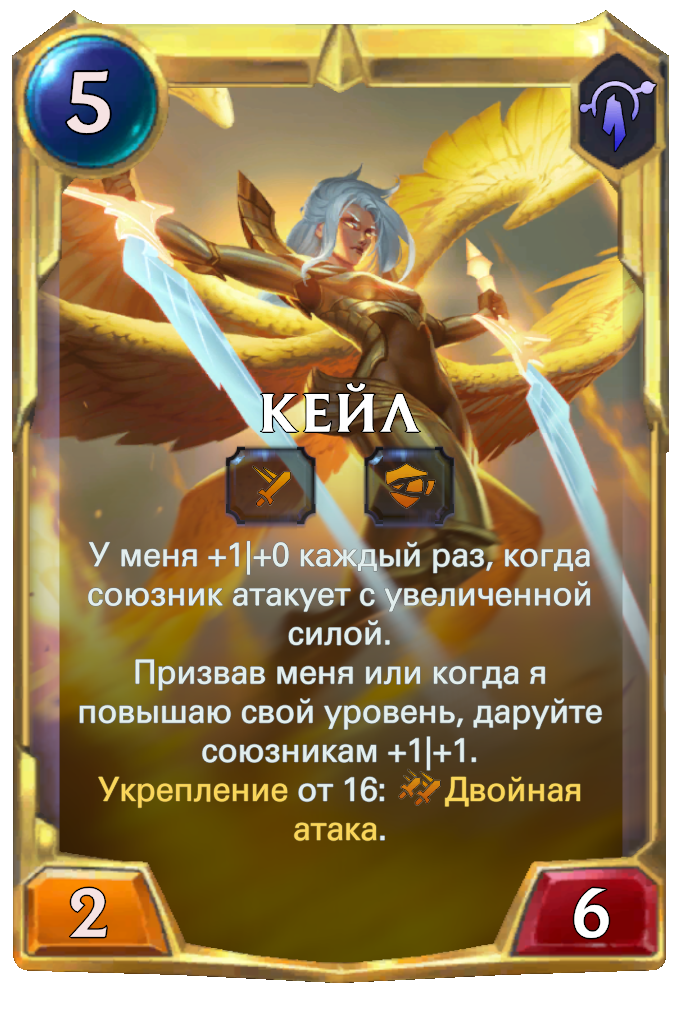 5
КЕЙЛ
У меня +1|+0 каждый раз, когда
союзник атакует с увеличенной
силой.
Призвав меня или когда я
повышаю свой уровень, даруйте
союзникам +1|+1.
Укрепление от 16: Двойная
атака.
2
6